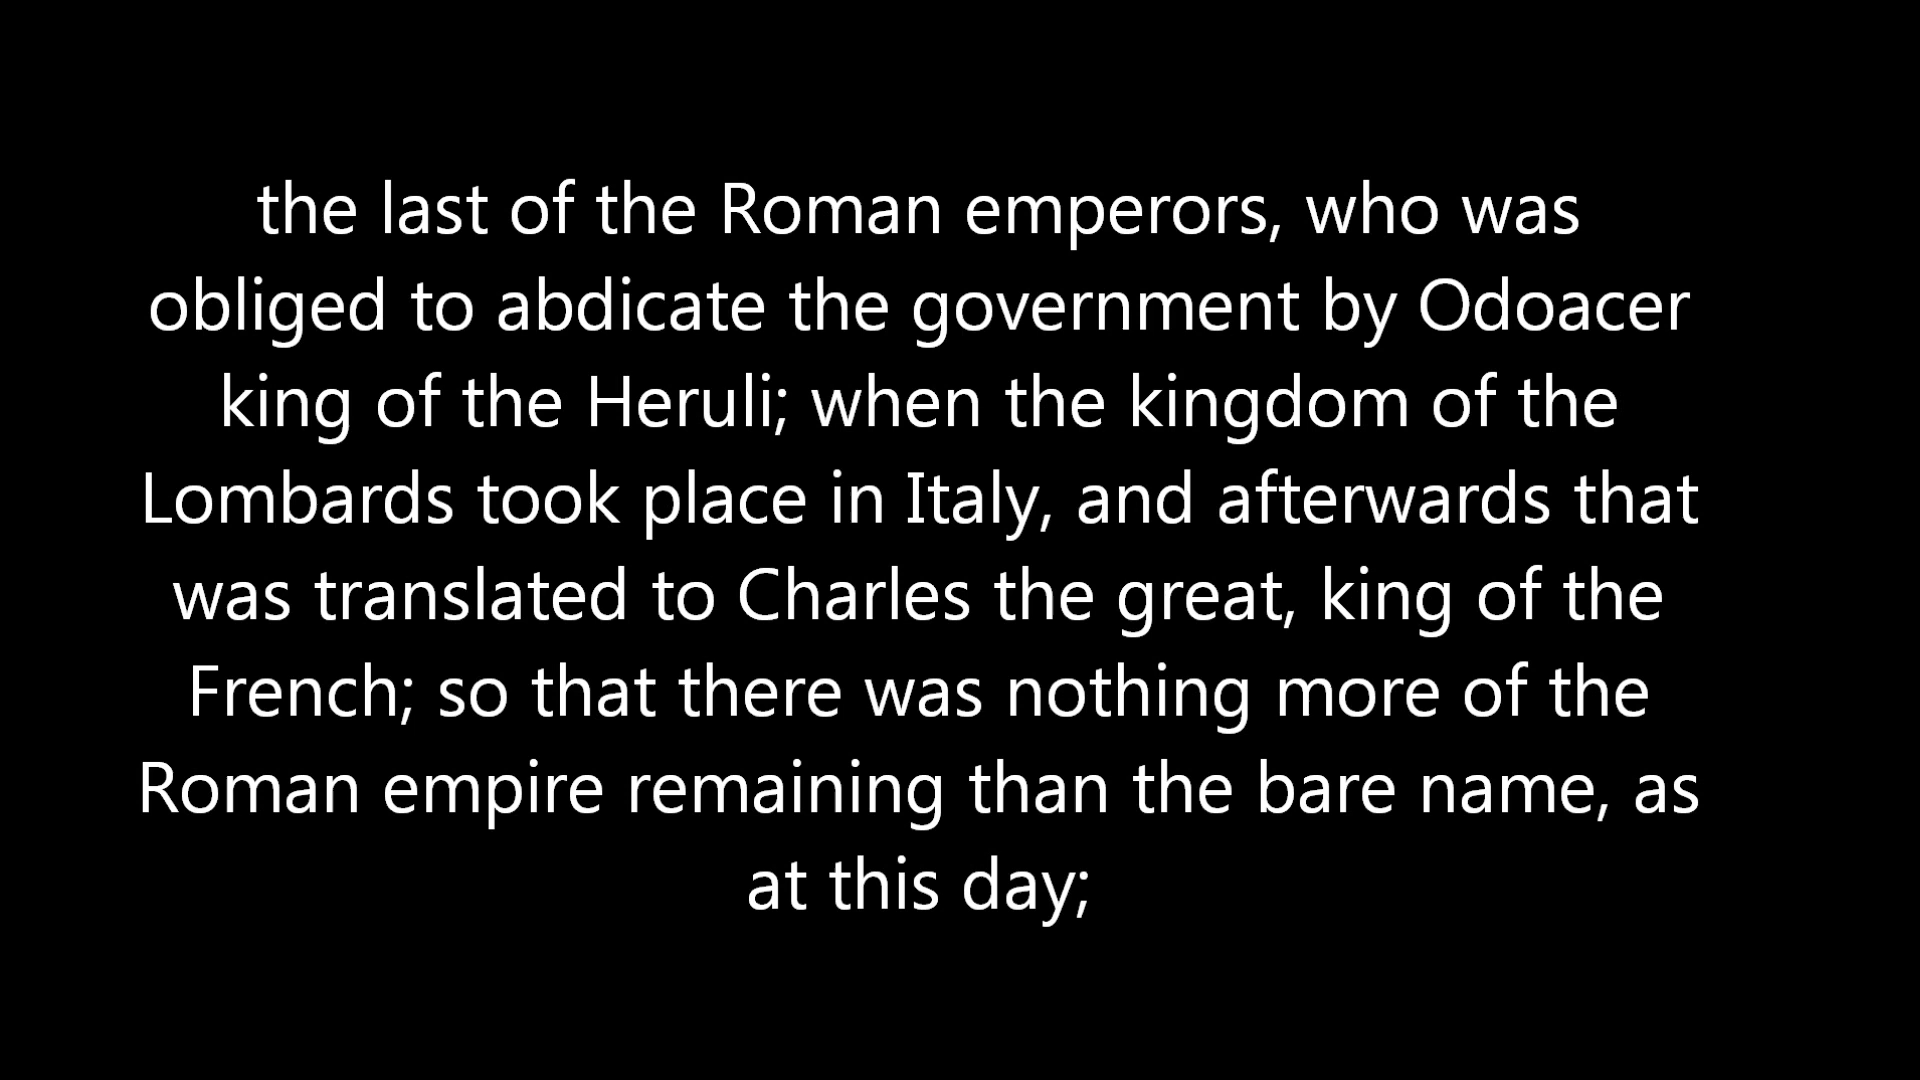 the last of the Roman emperors, who was
obliged to abdicate the government by Odoacer
king of the Heruli; when the kingdom of the
Lombards took place in Italy, and afterwards that
was translated to Charles the great, king of the
French; so that there was nothing more of the
Roman empire remaining than the bare name, as
at this day;